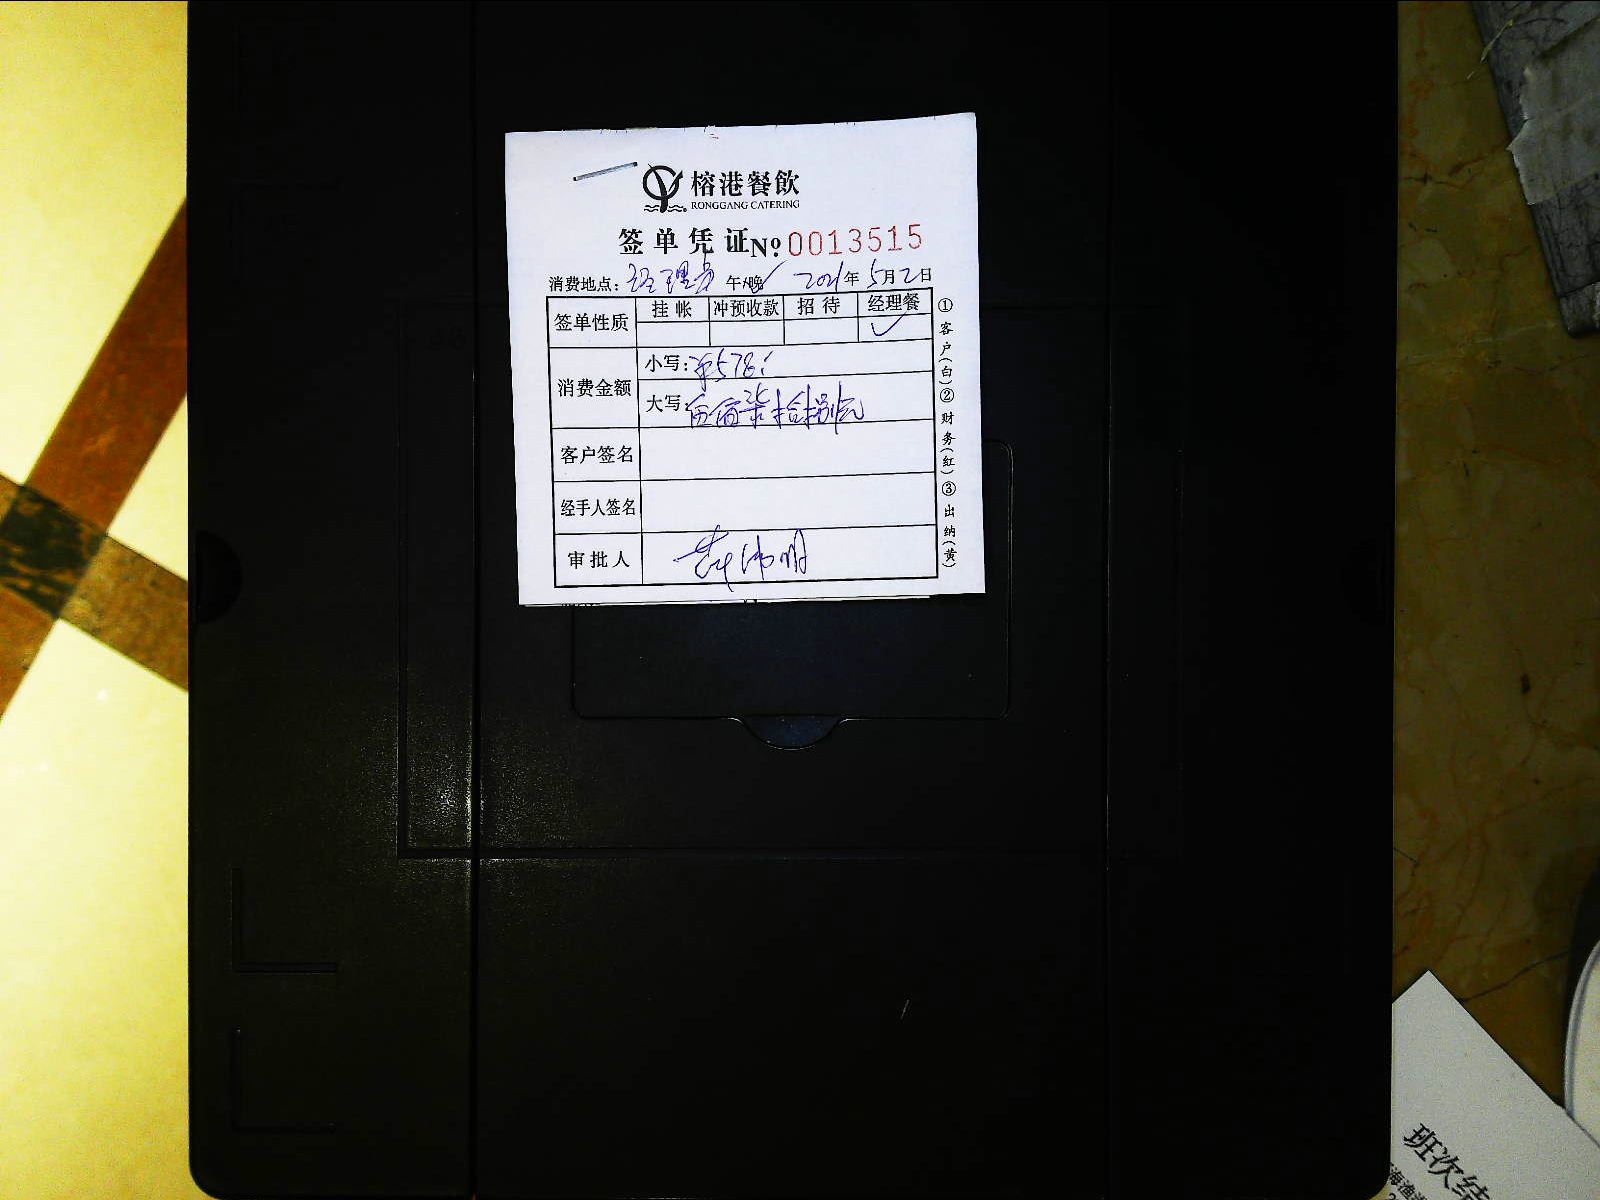 榕港餐飲
RONGGANG CATERING
签单凭证 №0013515
消费地点: 经理房 午/晚✓ 2021年5月2日
签单性质 挂帐 冲预收款 招待 经理餐
✓
消费金额 小写: 578
大写: 伍佰柒拾捌元
客户签名
经手人签名
审批人
①客户(白)②财务(红)③出纳(黄)
班次结